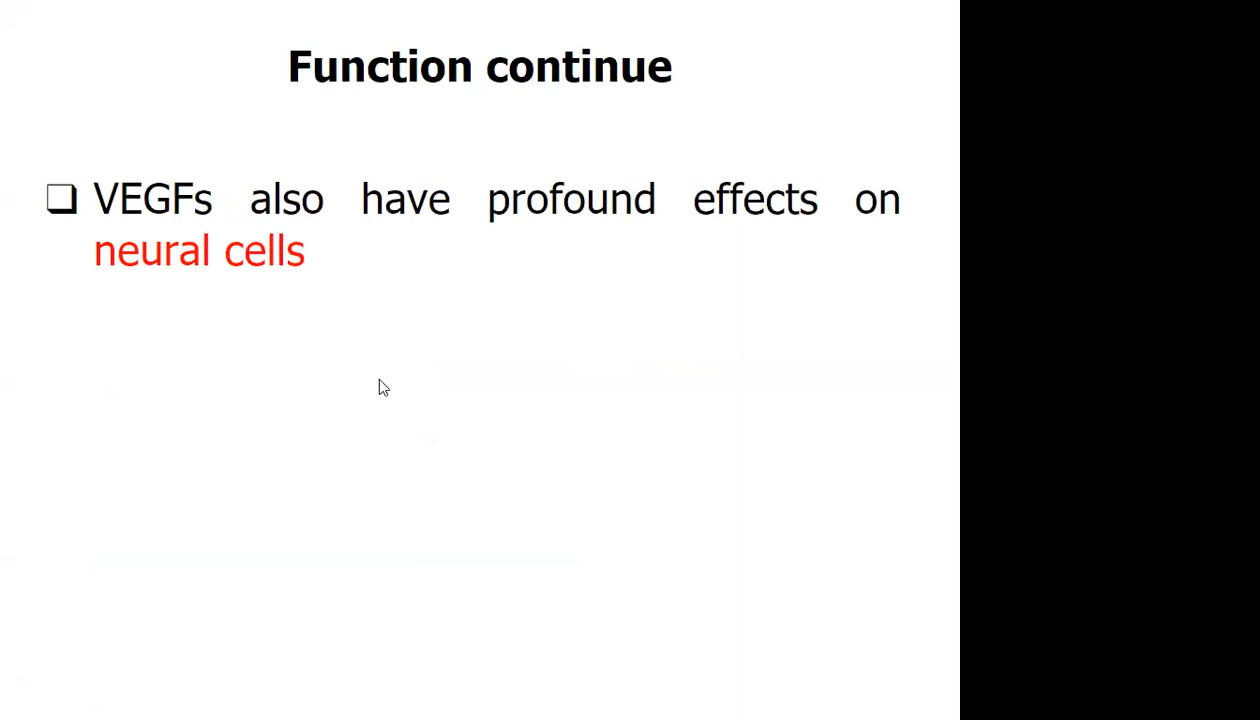 Function continue
❑ VEGFs also have profound effects on
neural cells